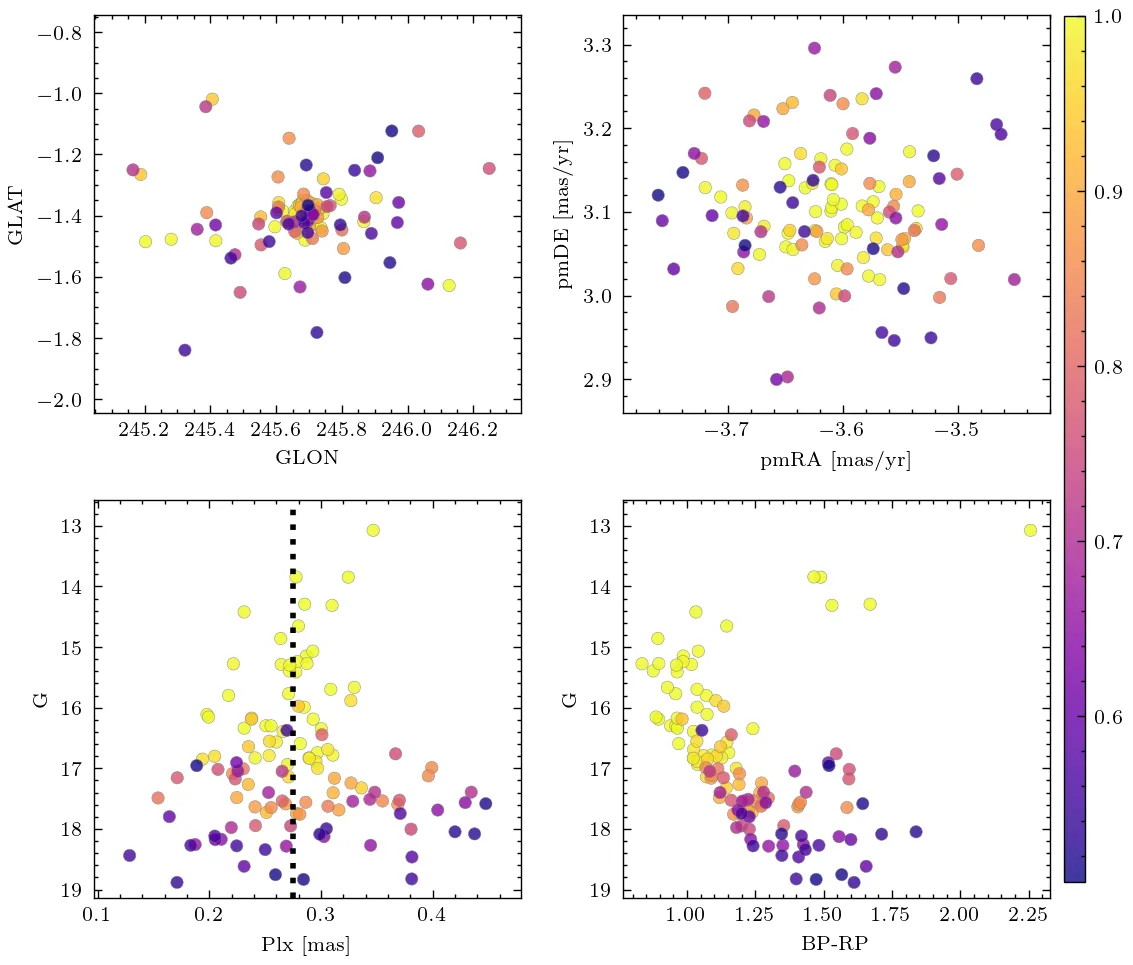 −0.8
−1.0
−1.2
−1.4
−1.6
−1.8
−2.0
GLAT
245.2 245.4 245.6 245.8 246.0 246.2
GLON
3.3
3.2
3.1
3.0
2.9
pmDE [mas/yr]
−3.7 −3.6 −3.5
pmRA [mas/yr]
1.0
0.9
0.8
0.7
0.6
13
14
15
16
17
18
19
G
0.1 0.2 0.3 0.4
Plx [mas]
13
14
15
16
17
18
19
G
1.00 1.25 1.50 1.75 2.00 2.25
BP-RP